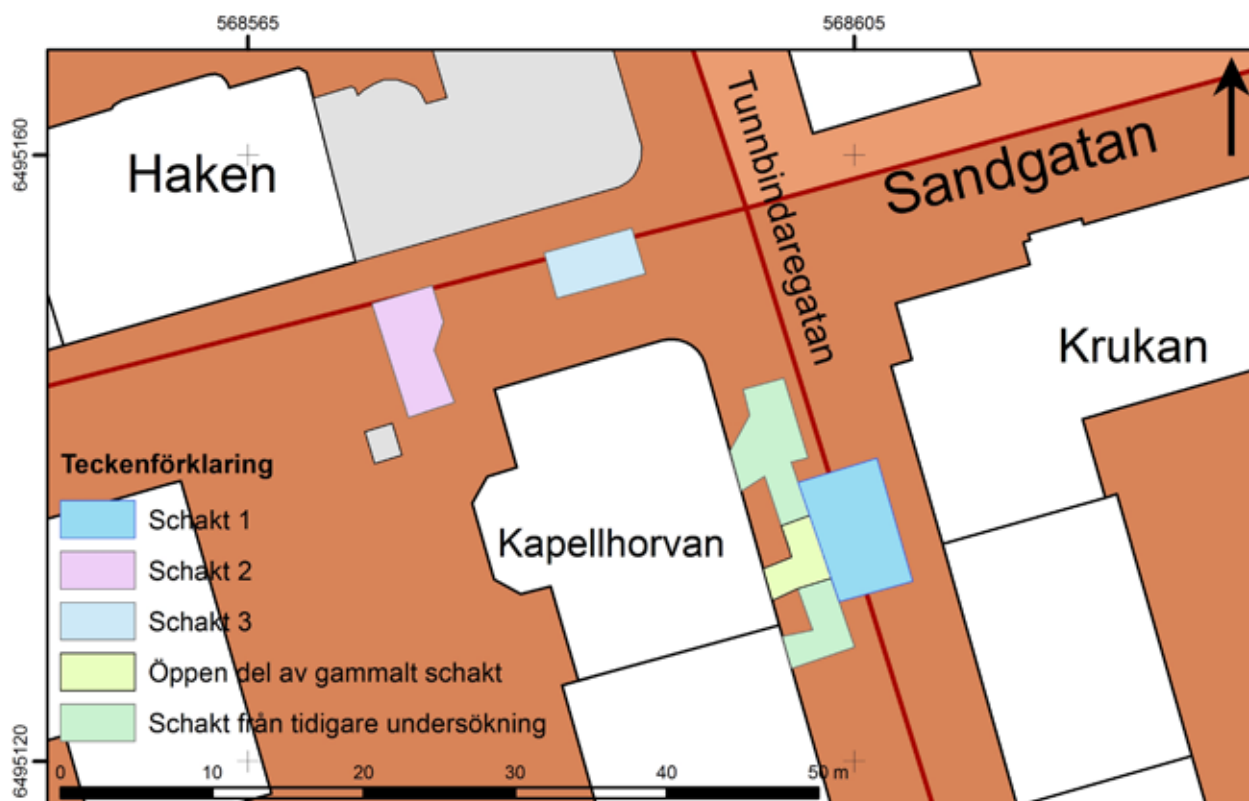 568565
568605
6495160
Haken
Tunnbindaregatan
Sandgatan
Krukan
Kapellhorvan
Teckenförklaring
Schakt 1
Schakt 2
Schakt 3
Öppen del av gammalt schakt
Schakt från tidigare undersökning
6495120
0 10 20 30 40 50 m